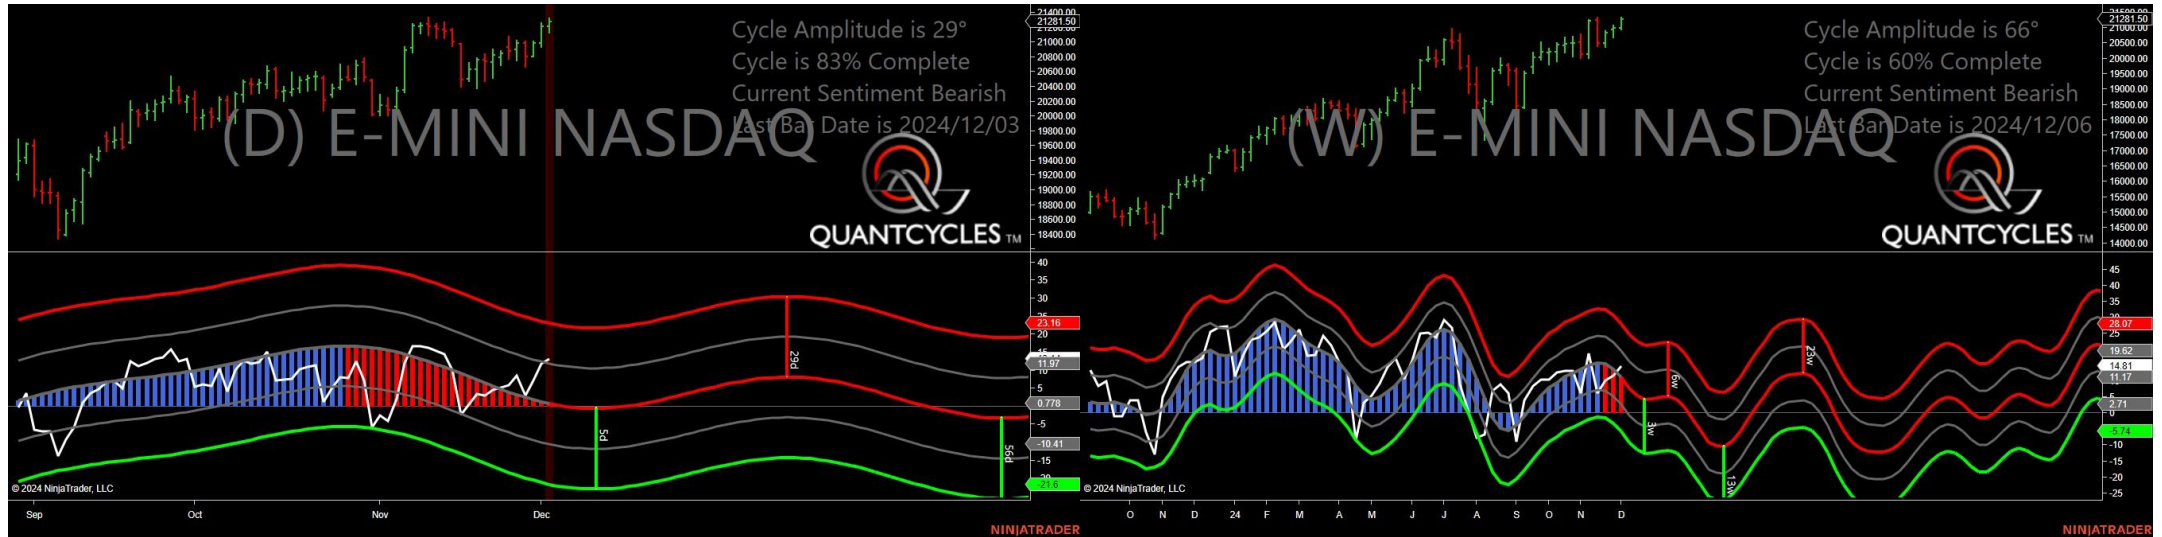 Cycle Amplitude is 29°
Cycle is 83% Complete
Current Sentiment Bearish
Last Bar Date is 2024/12/03
(D) E-MINI NASDAQ
QUANTCYCLES TM
21400.00
21281.50
21000.00
20800.00
20600.00
20400.00
20200.00
20000.00
19800.00
19600.00
19400.00
19200.00
19000.00
18800.00
18600.00
18400.00
40
35
30
23.16
20
15
11.97
10
5
0.778
-5
-10.41
-15
-21.6
29d
5d
56d
© 2024 NinjaTrader, LLC
Sep Oct Nov Dec
NINJATRADER
Cycle Amplitude is 66°
Cycle is 60% Complete
Current Sentiment Bearish
Last Bar Date is 2024/12/06
(W) E-MINI NASDAQ
QUANTCYCLES TM
21281.50
20500.00
20000.00
19500.00
19000.00
18500.00
18000.00
17500.00
17000.00
16500.00
16000.00
15500.00
15000.00
14500.00
14000.00
45
40
35
28.07
19.62
14.81
11.17
2.71
0
-5.74
-10
-15
-20
-25
6w
23w
3w
13w
© 2024 NinjaTrader, LLC
O N D 24 F M A M J J A S O N D
NINJATRADER